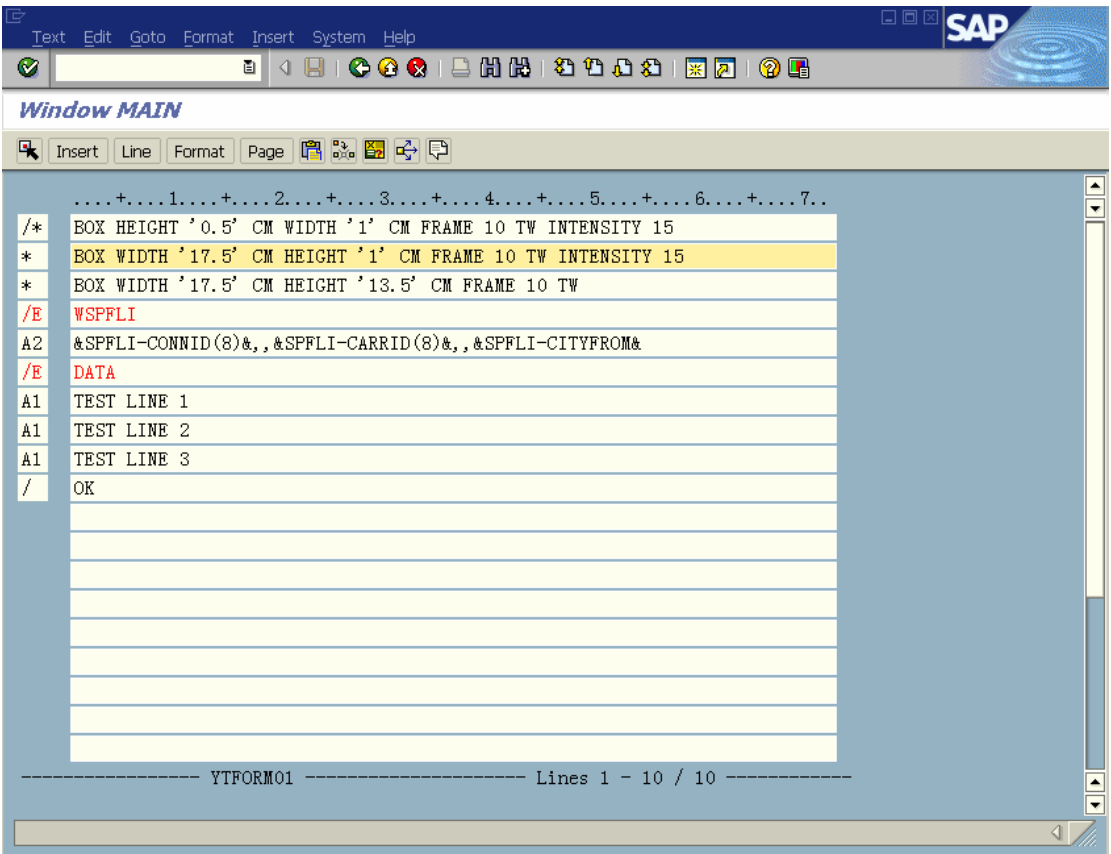 Text Edit Goto Format Insert System Help
SAP
Window MAIN
Insert Line Format Page
....+....1....+....2....+....3....+....4....+....5....+....6....+....7..
/* BOX HEIGHT '0.5' CM WIDTH '1' CM FRAME 10 TW INTENSITY 15
* BOX WIDTH '17.5' CM HEIGHT '1' CM FRAME 10 TW INTENSITY 15
* BOX WIDTH '17.5' CM HEIGHT '13.5' CM FRAME 10 TW
/E WSPFLI
A2 &SPFLI-CONNID(8)&,,&SPFLI-CARRID(8)&,,&SPFLI-CITYFROM&
/E DATA
A1 TEST LINE 1
A1 TEST LINE 2
A1 TEST LINE 3
/ OK
----------------- YTFORM01 --------------------- Lines 1 - 10 / 10 ------------